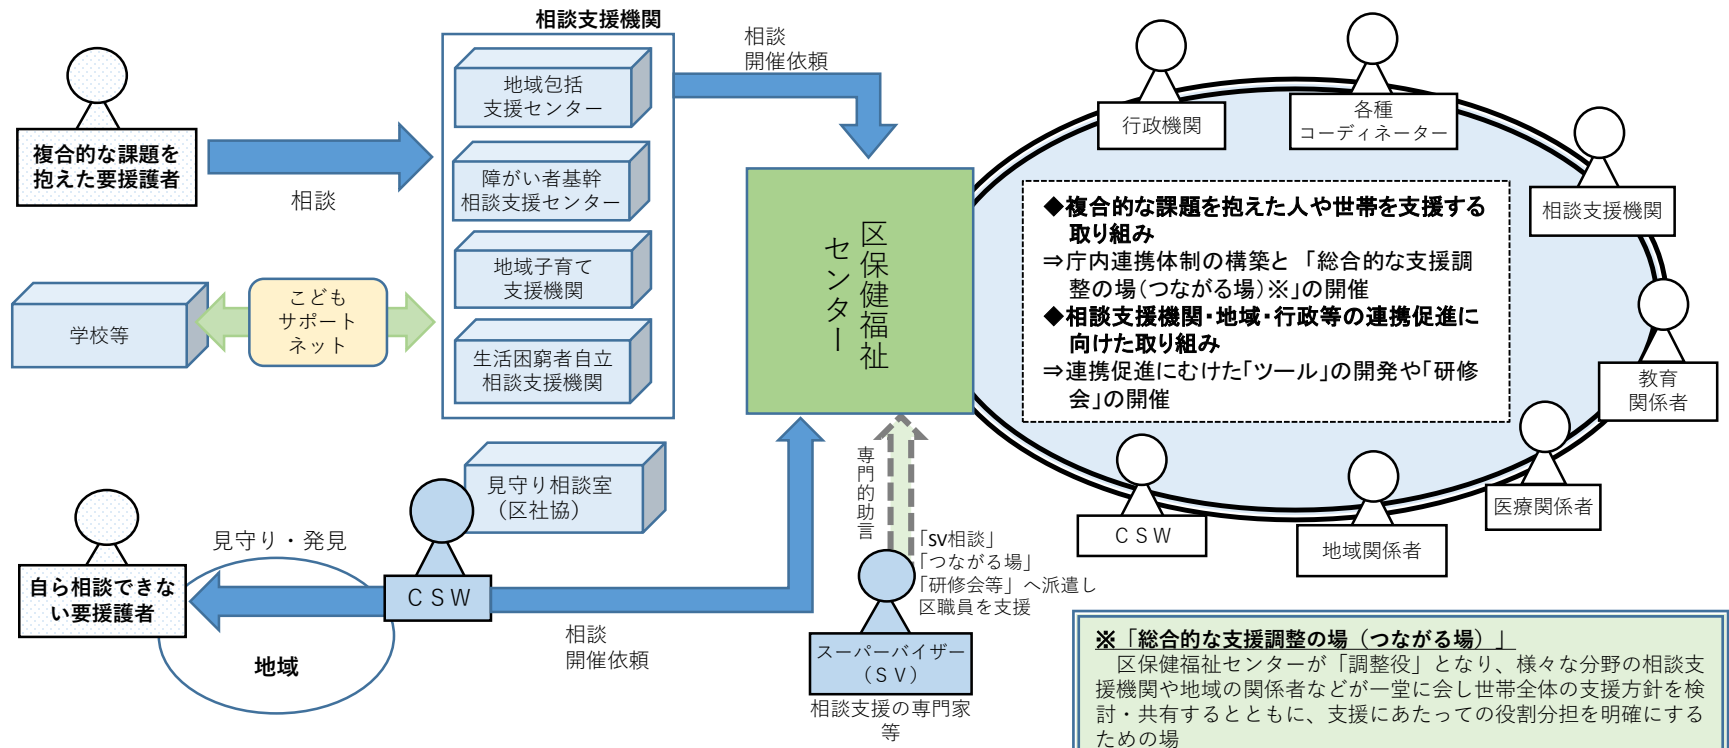 相談支援機関
複合的な課題を
抱えた要援護者
相談
地域包括
支援センター
障がい者基幹
相談支援センター
地域子育て
支援機関
生活困窮者自立
相談支援機関
学校等
こども
サポート
ネット
相談
開催依頼
区保健福祉
センター
行政機関
各種
コーディネーター
相談支援機関
教育
関係者
医療関係者
地域関係者
ＣＳＷ
◆複合的な課題を抱えた人や世帯を支援する
取り組み
⇒庁内連携体制の構築と 「総合的な支援調
整の場(つながる場)※」の開催
◆相談支援機関・地域・行政等の連携促進に
向けた取り組み
⇒連携促進にむけた「ツール」の開発や「研修
会」の開催
見守り相談室
（区社協）
見守り・発見
自ら相談できな
い要援護者
ＣＳＷ
地域
相談
開催依頼
専門的助言
「SV相談」
「つながる場」
「研修会等」へ派遣し
区職員を支援
スーパーバイザー
（ＳＶ）
相談支援の専門家
等
※「総合的な支援調整の場（つながる場）」
区保健福祉センターが「調整役」となり、様々な分野の相談支
援機関や地域の関係者などが一堂に会し世帯全体の支援方針を検
討・共有するとともに、支援にあたっての役割分担を明確にする
ための場